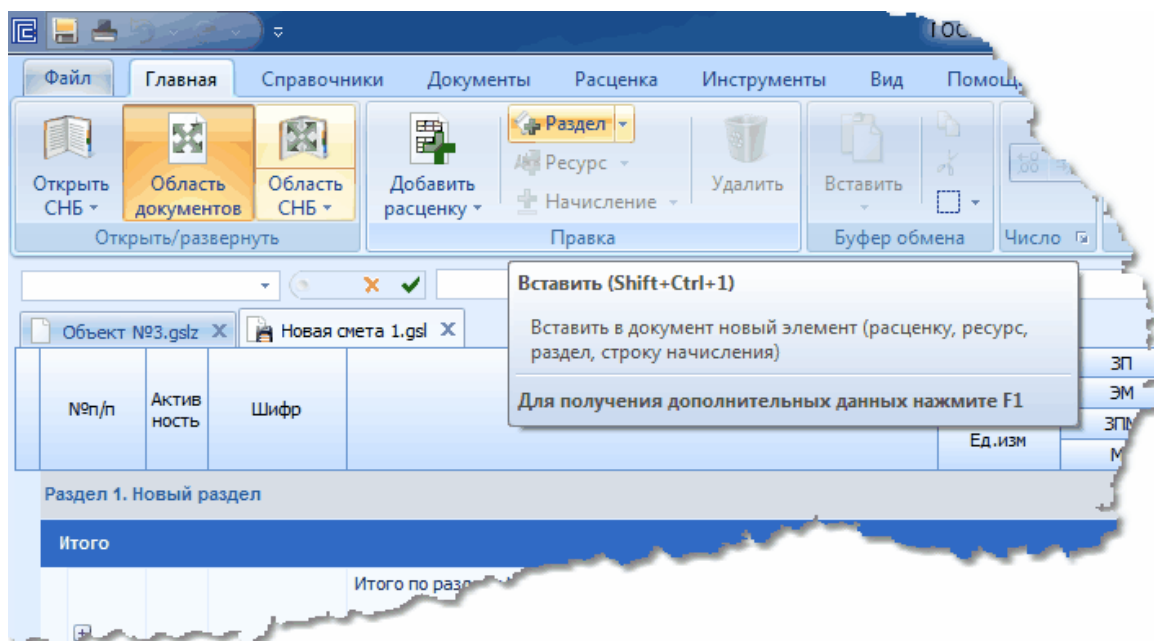 Файл Главная Справочники Документы Расценка Инструменты Вид
Открыть СНБ
Область документов
Область СНБ
Добавить расценку
Раздел
Ресурс
Начисление
Удалить
Вставить
Открыть/развернуть Правка Буфер обмена Число
Вставить (Shift+Ctrl+1)
Вставить в документ новый элемент (расценку, ресурс,
раздел, строку начисления)
Для получения дополнительных данных нажмите F1
Объект №3.gslz Новая смета 1.gsl
№п/п
Актив
ность
Шифр
Ед.изм
ЗП
ЭМ
Раздел 1. Новый раздел
Итого
Итого по